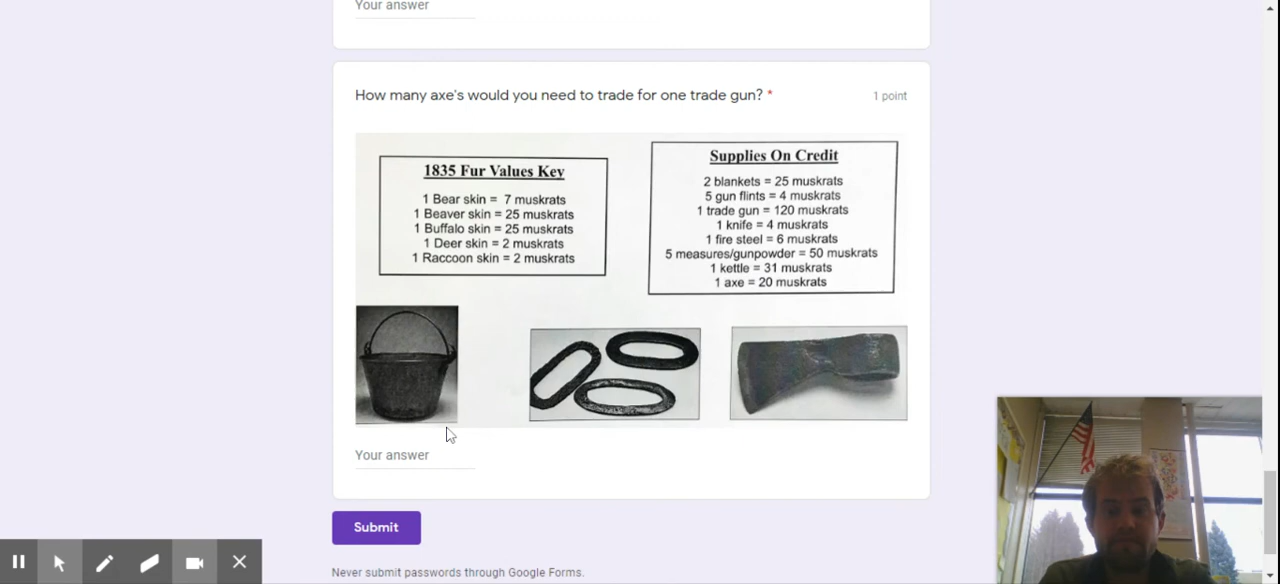 Your answer
How many axe's would you need to trade for one trade gun? *
1 point
1835 Fur Values Key
1 Bear skin = 7 muskrats
1 Beaver skin = 25 muskrats
1 Buffalo skin = 25 muskrats
1 Deer skin = 2 muskrats
1 Raccoon skin = 2 muskrats
Supplies On Credit
2 blankets = 25 muskrats
5 gun flints = 4 muskrats
1 trade gun = 120 muskrats
1 knife = 4 muskrats
1 fire steel = 6 muskrats
5 measures/gunpowder = 50 muskrats
1 kettle = 31 muskrats
1 axe = 20 muskrats
Your answer
Submit
Never submit passwords through Google Forms.